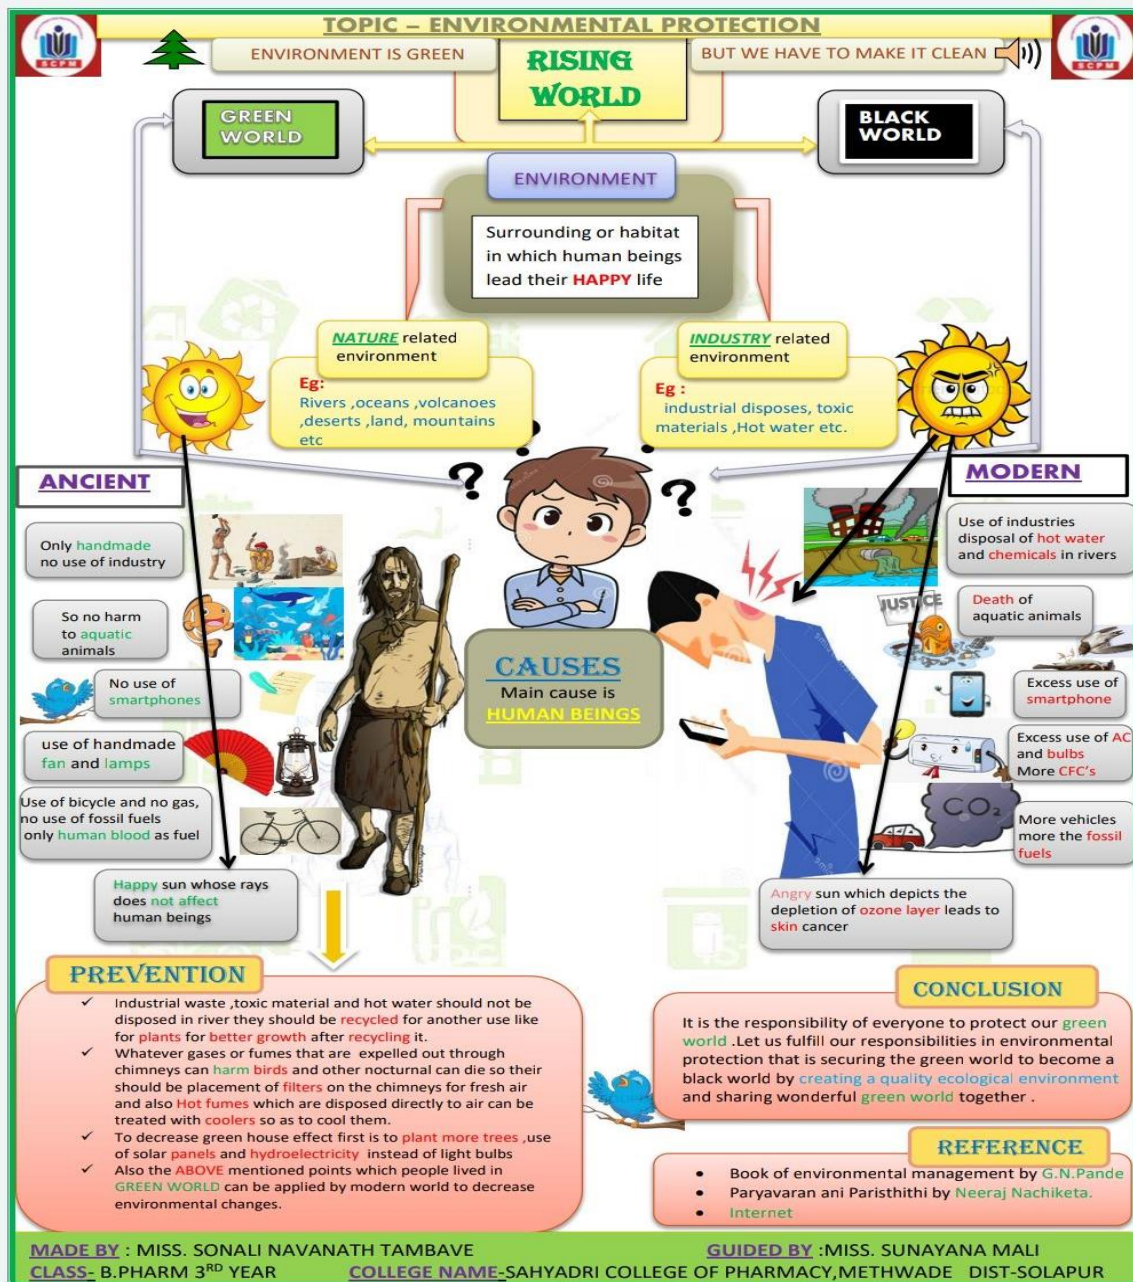 TOPIC – ENVIRONMENTAL PROTECTION
SCPM
ENVIRONMENT IS GREEN
RISING
WORLD
BUT WE HAVE TO MAKE IT CLEAN
SCPM
GREEN
WORLD
BLACK
WORLD
ENVIRONMENT
Surrounding or habitat
in which human beings
lead their HAPPY life
NATURE related
environment
Eg:
Rivers ,oceans ,volcanoes
,deserts ,land, mountains
etc
INDUSTRY related
environment
Eg :
industrial disposes, toxic
materials ,Hot water etc.
ANCIENT
Only handmade
no use of industry
So no harm
to aquatic
animals
No use of
smartphones
use of handmade
fan and lamps
Use of bicycle and no gas,
no use of fossil fuels
only human blood as fuel
Happy sun whose rays
does not affect
human beings
? ?
CAUSES
Main cause is
HUMAN BEINGS
MODERN
Use of industries
disposal of hot water
and chemicals in rivers
JUSTICE
Death of
aquatic animals
Excess use of
smartphone
Excess use of AC
and bulbs
More CFC's
CO2
More vehicles
more the fossil
fuels
Angry sun which depicts the
depletion of ozone layer leads to
skin cancer
PREVENTION
✓ Industrial waste ,toxic material and hot water should not be
disposed in river they should be recycled for another use like
for plants for better growth after recycling it.
✓ Whatever gases or fumes that are expelled out through
chimneys can harm birds and other nocturnal can die so their
should be placement of filters on the chimneys for fresh air
and also Hot fumes which are disposed directly to air can be
treated with coolers so as to cool them.
✓ To decrease green house effect first is to plant more trees ,use
of solar panels and hydroelectricity instead of light bulbs
✓ Also the ABOVE mentioned points which people lived in
GREEN WORLD can be applied by modern world to decrease
environmental changes.
CONCLUSION
It is the responsibility of everyone to protect our green
world .Let us fulfill our responsibilities in environmental
protection that is securing the green world to become a
black world by creating a quality ecological environment
and sharing wonderful green world together .
REFERENCE
• Book of environmental management by G.N.Pande
• Paryavaran ani Paristhithi by Neeraj Nachiketa.
• Internet
MADE BY : MISS. SONALI NAVANATH TAMBAVE
GUIDED BY :MISS. SUNAYANA MALI
CLASS- B.PHARM 3RD YEAR
COLLEGE NAME-SAHYADRI COLLEGE OF PHARMACY,METHWADE DIST-SOLAPUR